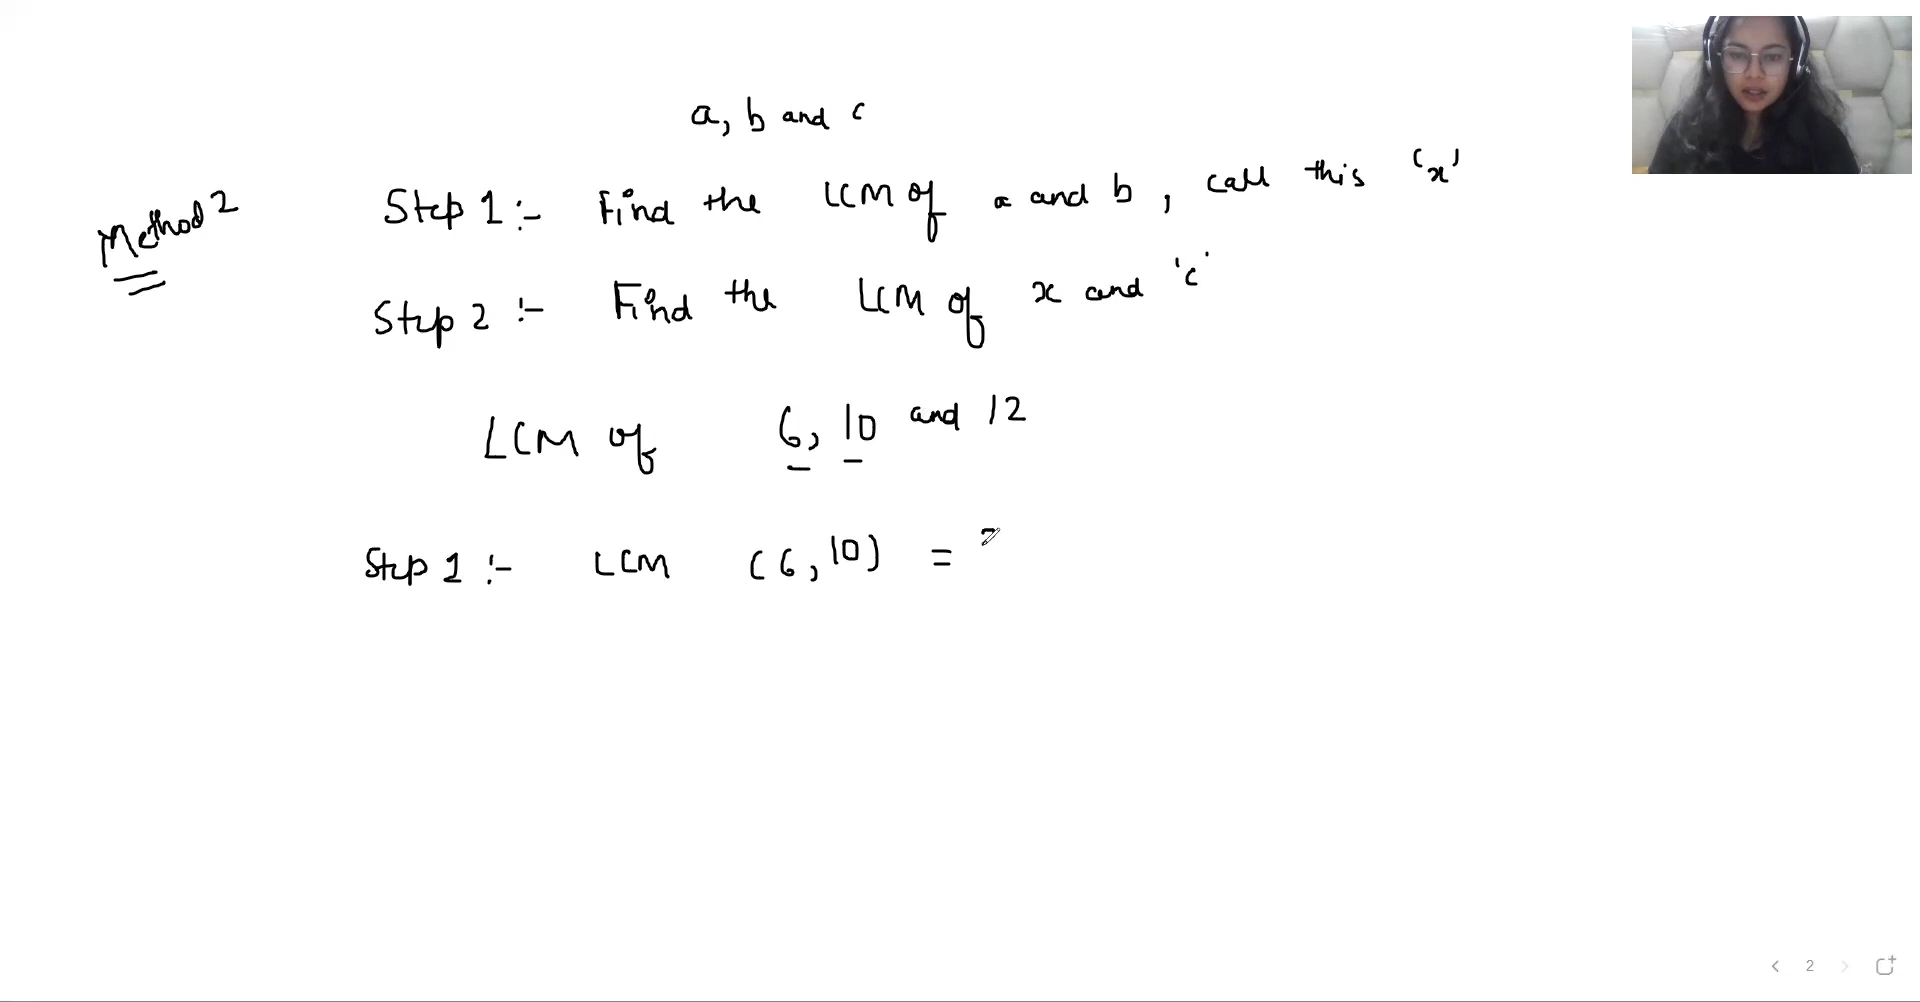 a, b and c
Method 2
Step 1 :- Find the LCM of a and b, call this 'x'
Step 2 :- Find the LCM of x and 'c'
LCM of 6, 10 and 12
Step 1 :- LCM (6, 10) =
2